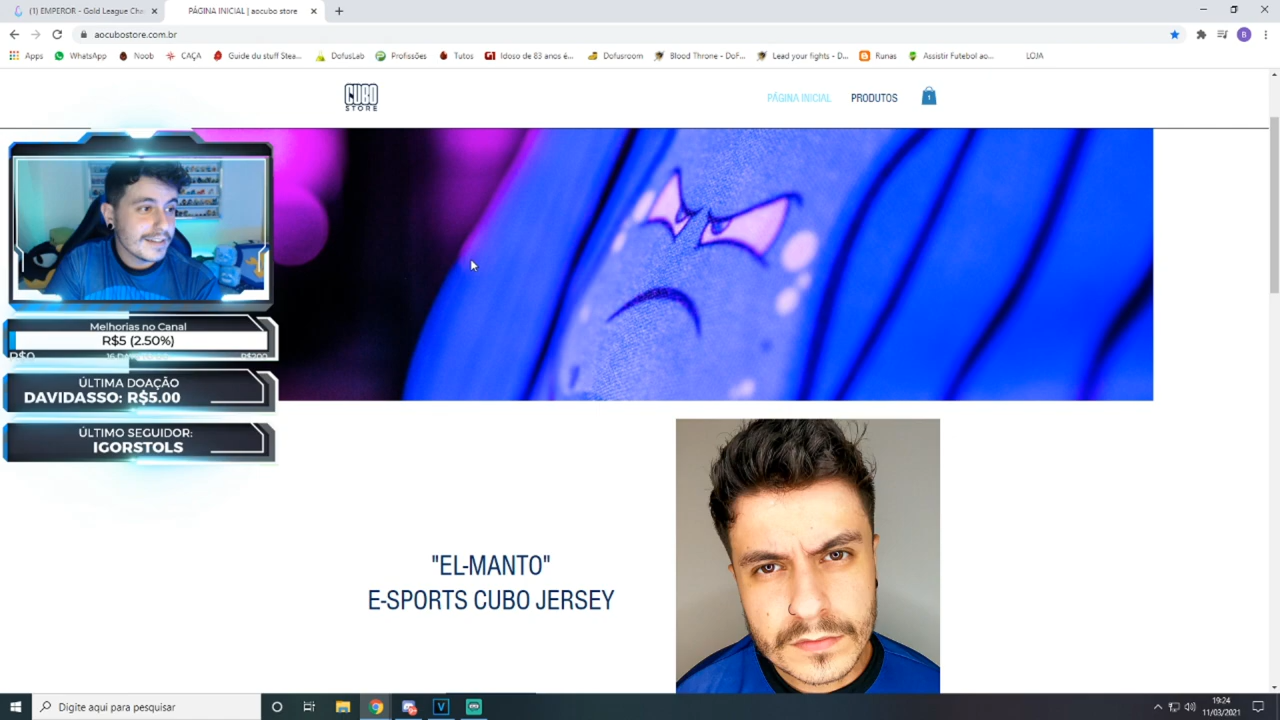 (1) EMPEROR - Gold League Che
PÁGINA INICIAL | aocubo store
aocubostore.com.br
B
Apps
WhatsApp
Noob
CAÇA
Guide du stuff Stea...
DofusLab
Profissões
Tutos
G1
Idoso de 83 anos é...
Dofusroom
Blood Throne - DoF...
Lead your fights - D...
Runas
Assistir Futebol ao...
LOJA
CUBO
STORE
PÁGINA INICIAL
PRODUTOS
1
Melhorias no Canal
R$5 (2.50%)
R$0
R$200
ÚLTIMA DOAÇÃO
DAVIDASSO: R$5.00
ÚLTIMO SEGUIDOR:
IGORSTOLS
"EL-MANTO"
E-SPORTS CUBO JERSEY
Digite aqui para pesquisar
V
19:24
11/03/2021